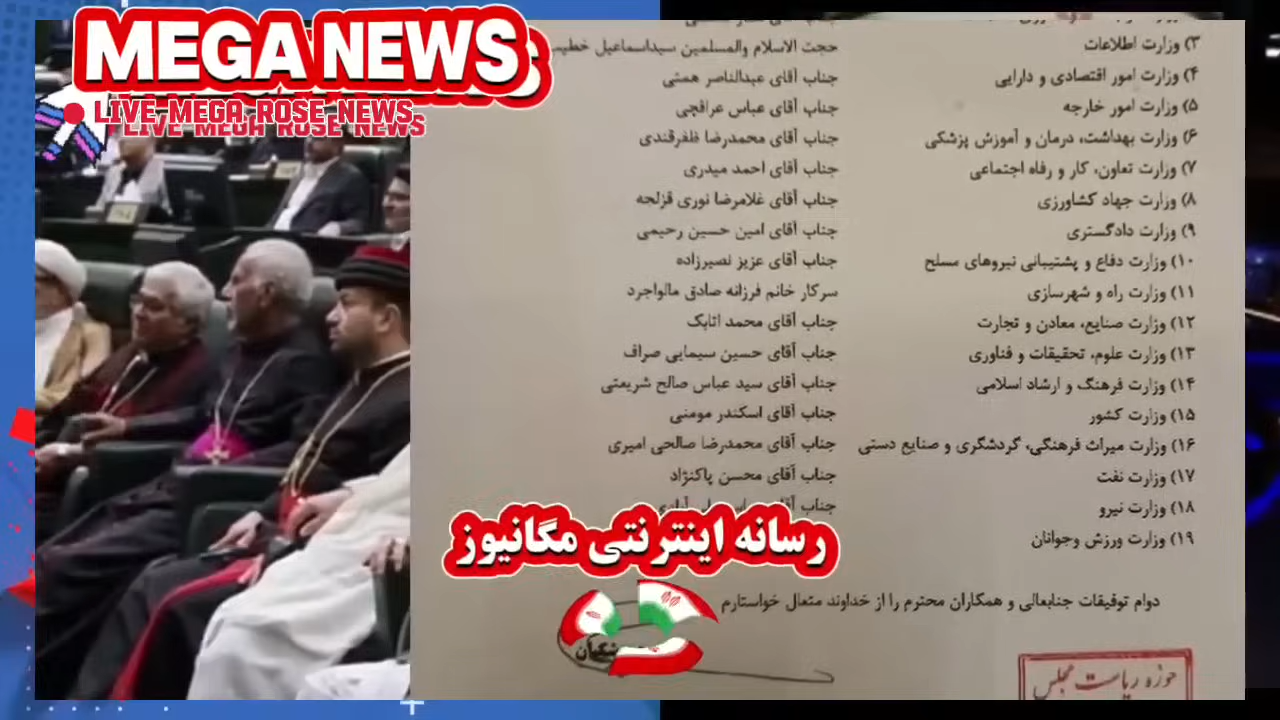 MEGA NEWS
LIVE MEGA ROSE NEWS
LIVE MEGA ROSE NEWS
۳) وزارت اطلاعات حجت الاسلام والمسلمین سیداسماعیل
۴) وزارت امور اقتصادی و دارایی جناب آقای عبدالناصر همتی
۵) وزارت امور خارجه جناب آقای عباس عراقچی
۶) وزارت بهداشت، درمان و آموزش پزشکی جناب آقای محمدرضا ظفرقندی
۷) وزارت تعاون، کار و رفاه اجتماعی جناب آقای احمد میدری
۸) وزارت جهاد کشاورزی جناب آقای غلامرضا نوری قزلجه
۹) وزارت دادگستری جناب آقای امین حسین رحیمی
۱۰) وزارت دفاع و پشتیبانی نیروهای مسلح جناب آقای عزیز نصیرزاده
۱۱) وزارت راه و شهرسازی سرکار خانم فرزانه صادق مالواجرد
۱۲) وزارت صنایع، معادن و تجارت جناب آقای محمد اتابک
۱۳) وزارت علوم، تحقیقات و فناوری جناب آقای حسین سیمایی صراف
۱۴) وزارت فرهنگ و ارشاد اسلامی جناب آقای سید عباس صالح شریعتی
۱۵) وزارت کشور جناب آقای اسکندر مومنی
۱۶) وزارت میراث فرهنگی، گردشگری و صنایع دستی جناب آقای محمدرضا صالحی امیری
۱۷) وزارت نفت جناب آقای محسن پاکنژاد
۱۸) وزارت نیرو جناب
۱۹) وزارت ورزش وجوانان
رسانه اینترنتی مگانیوز
دوام توفیقات جنابعالی و همکاران محترم را از خداوند متعال خواستارم
حوزه ریاست مجلس